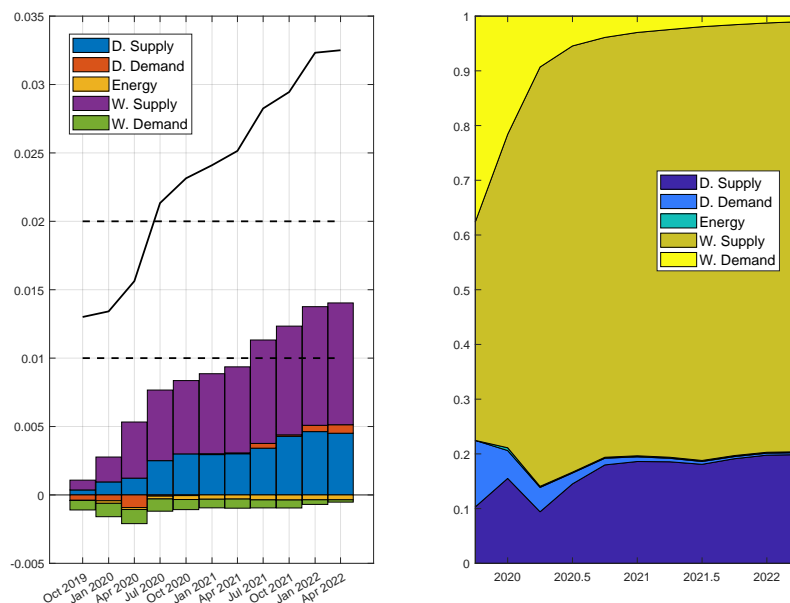 0.035
0.03
0.025
0.02
0.015
0.01
0.005
0
-0.005
D. Supply
D. Demand
Energy
W. Supply
W. Demand
Oct 2019
Jan 2020
Apr 2020
Jul 2020
Oct 2020
Jan 2021
Apr 2021
Jul 2021
Oct 2021
Jan 2022
Apr 2022
1
0.9
0.8
0.7
0.6
0.5
0.4
0.3
0.2
0.1
0
D. Supply
D. Demand
Energy
W. Supply
W. Demand
2020
2020.5
2021
2021.5
2022